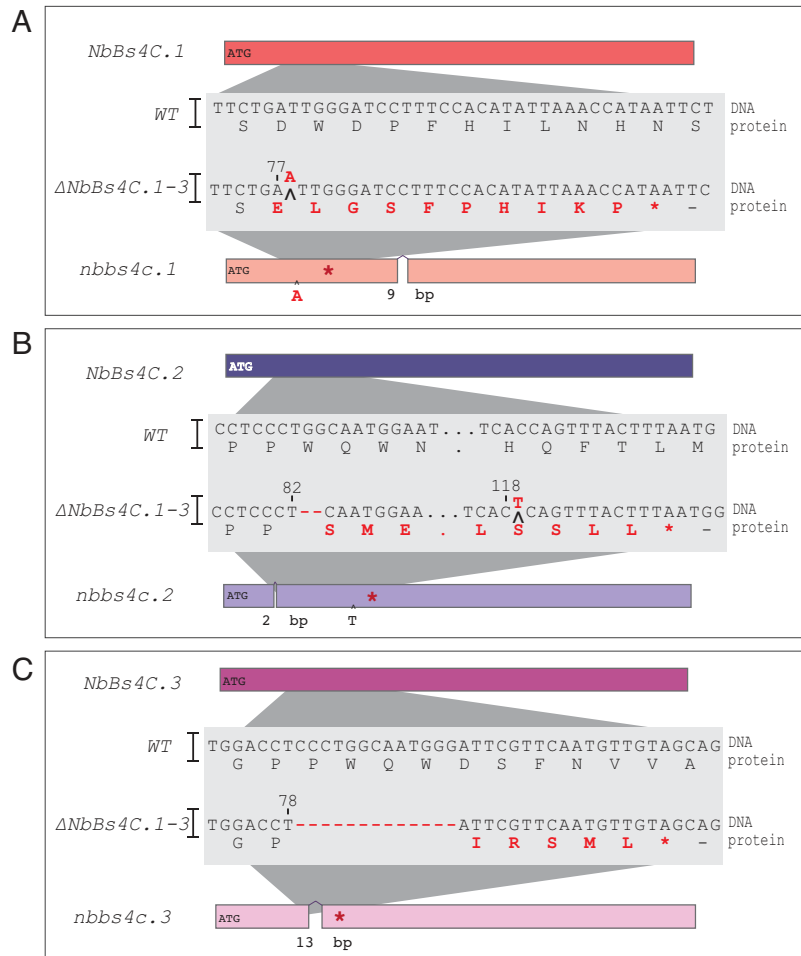 A
NbBs4C.1 ATG
WT TTCTGATTGGGATCCTTTCCACATATTAAACCATAATTCT DNA
S D W D P F H I L N H N S protein
77 A
ΔNbBs4C.1-3 TTCTGA^TTGGGATCCTTTCCACATATTAAACCATAATTC DNA
S E L G S F P H I K P * – protein
nbbs4c.1 ATG *
^
A 9 bp
B
NbBs4C.2 ATG
WT CCTCCCTGGCAATGGAAT...TCACCAGTTTACTTTAATG DNA
P P W Q W N . H Q F T L M protein
82 118 T
ΔNbBs4C.1-3 CCTCCCT--CAATGGAA...TCAC^CAGTTTACTTTAATGG DNA
P P S M E . L S S L L * – protein
nbbs4c.2 ATG *
2 bp ^
T
C
NbBs4C.3 ATG
WT TGGACCTCCCTGGCAATGGGATTCGTTCAATGTTGTAGCAG DNA
G P P W Q W D S F N V V A protein
78
ΔNbBs4C.1-3 TGGACCT-------------ATTCGTTCAATGTTGTAGCAG DNA
G P I R S M L * – protein
nbbs4c.3 ATG *
13 bp